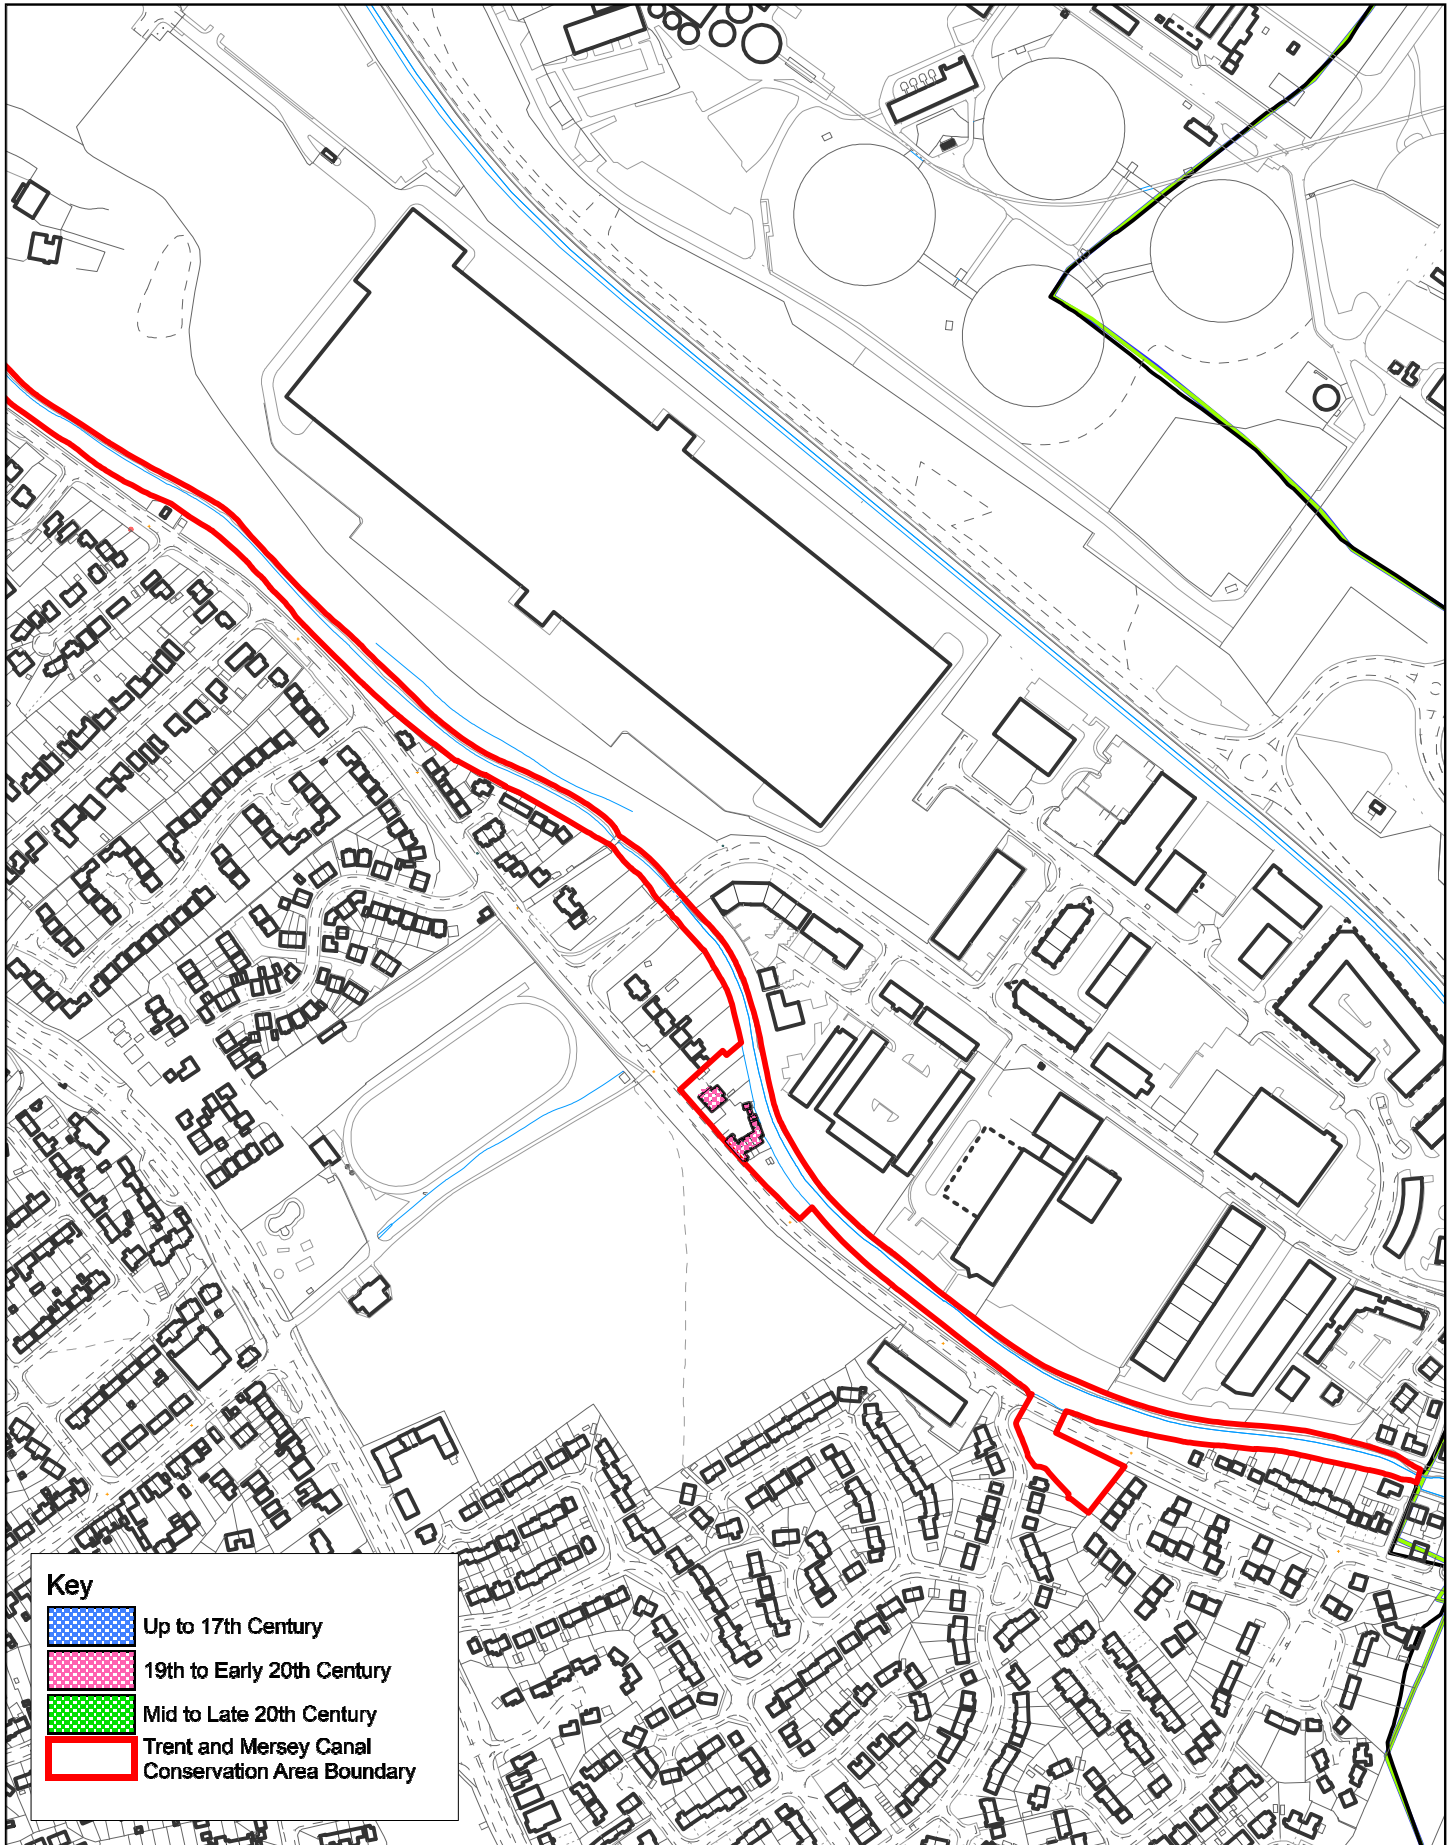 Key
Up to 17th Century
19th to Early 20th Century
Mid to Late 20th Century
Trent and Mersey Canal
Conservation Area Boundary